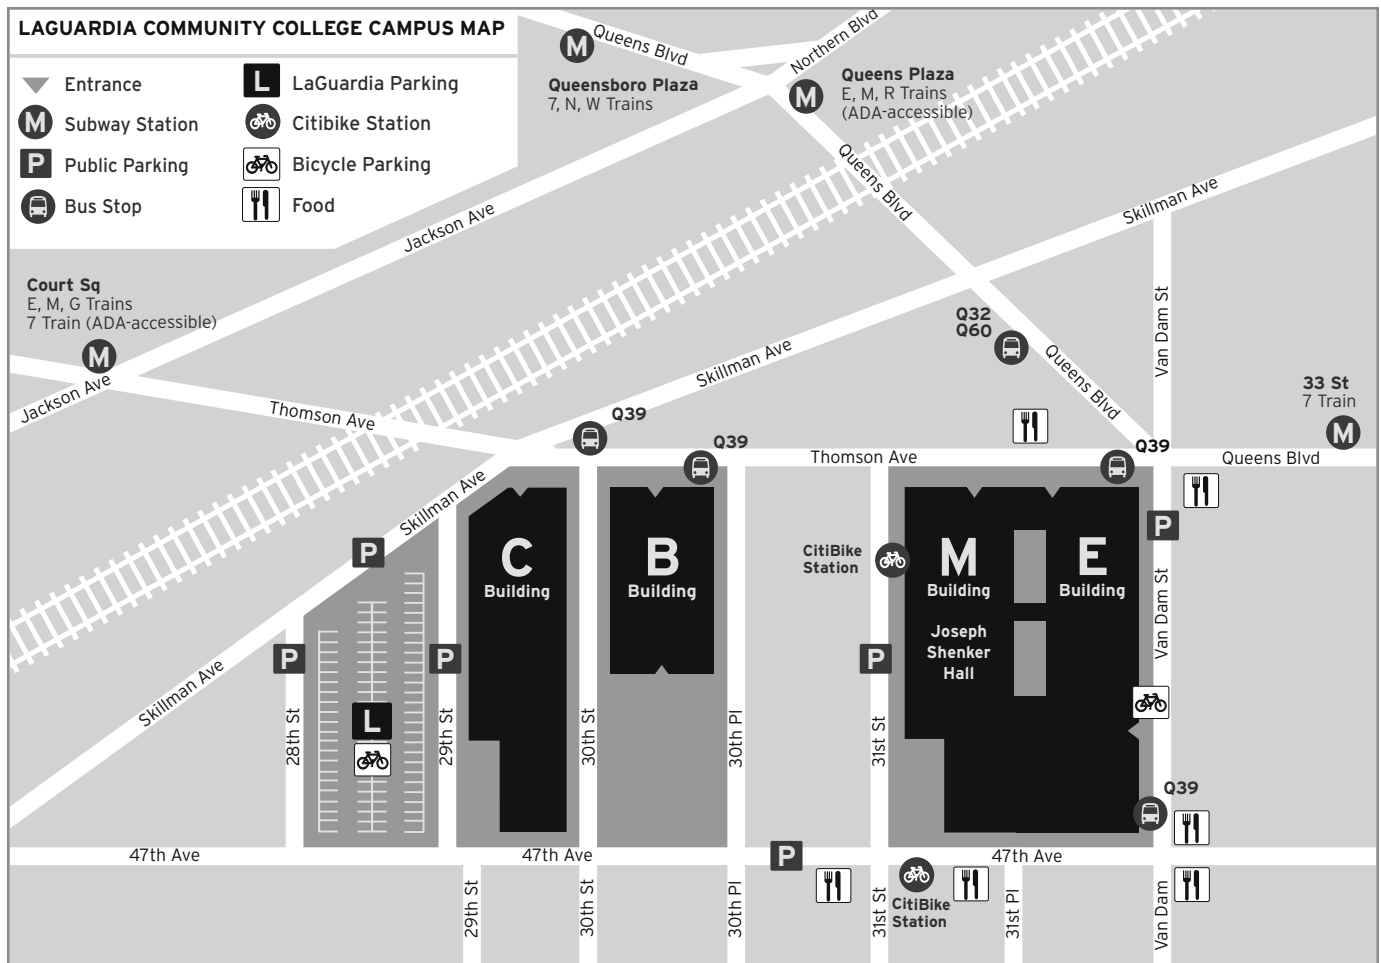 LAGUARDIA COMMUNITY COLLEGE CAMPUS MAP
Entrance
M Subway Station
P Public Parking
Bus Stop
L LaGuardia Parking
Citibike Station
Bicycle Parking
Food
Queens Blvd
M
Queensboro Plaza
7, N, W Trains
Northern Blvd
M
Queens Plaza
E, M, R Trains
(ADA-accessible)
Queens Blvd
Jackson Ave
Skillman Ave
Court Sq
E, M, G Trains
7 Train (ADA-accessible)
M
Jackson Ave
Thomson Ave
Skillman Ave
Q32
Q60
Queens Blvd
Van Dam St
33 St
7 Train
M
Q39
Q39
Thomson Ave
Q39
Queens Blvd
Skillman Ave
P
C
Building
B
Building
CitiBike
Station
M
Building
Joseph
Shenker
Hall
E
Building
P
Van Dam St
P
P
P
Skillman Ave
28th St
L
29th St
30th St
30th Pl
31st St
Q39
47th Ave
47th Ave
P
47th Ave
29th St
30th St
30th Pl
31st St
CitiBike
Station
31st Pl
Van Dam